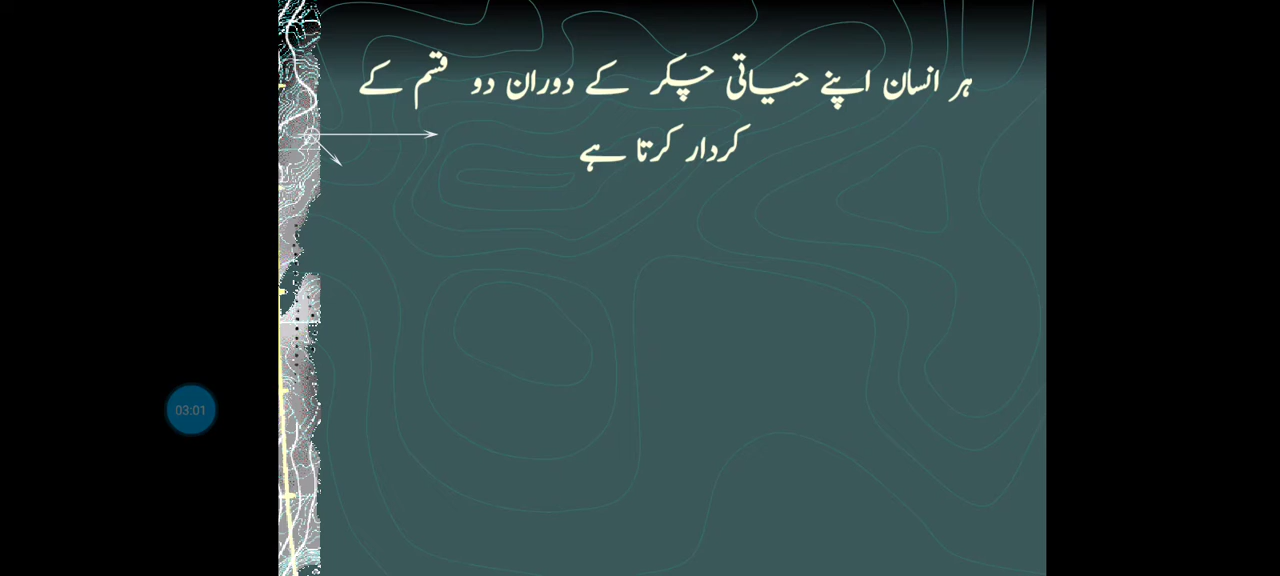 ہر انسان اپنے حیاتی چکر کے دوران دو قسم کے
کردار کرتا ہے
03:01